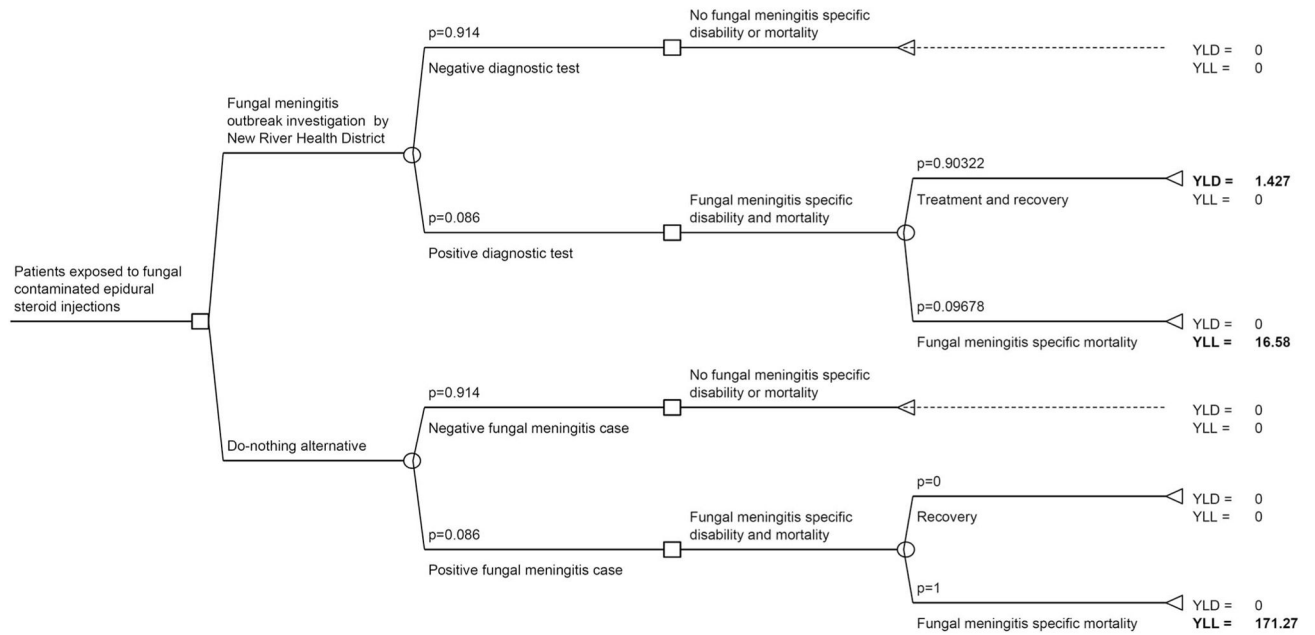 No fungal meningitis specific
disability or mortality
p=0.914
Negative diagnostic test
YLD = 0
YLL = 0
Fungal meningitis
outbreak investigation by
New River Health District
p=0.90322
Treatment and recovery
YLD = 1.427
YLL = 0
Fungal meningitis specific
disability and mortality
p=0.086
Positive diagnostic test
Patients exposed to fungal
contaminated epidural
steroid injections
p=0.09678
Fungal meningitis specific mortality
YLD = 0
YLL = 16.58
No fungal meningitis specific
disability or mortality
p=0.914
Negative fungal meningitis case
YLD = 0
YLL = 0
Do-nothing alternative
p=0
Recovery
YLD = 0
YLL = 0
Fungal meningitis specific
disability and mortality
p=0.086
Positive fungal meningitis case
p=1
Fungal meningitis specific mortality
YLD = 0
YLL = 171.27